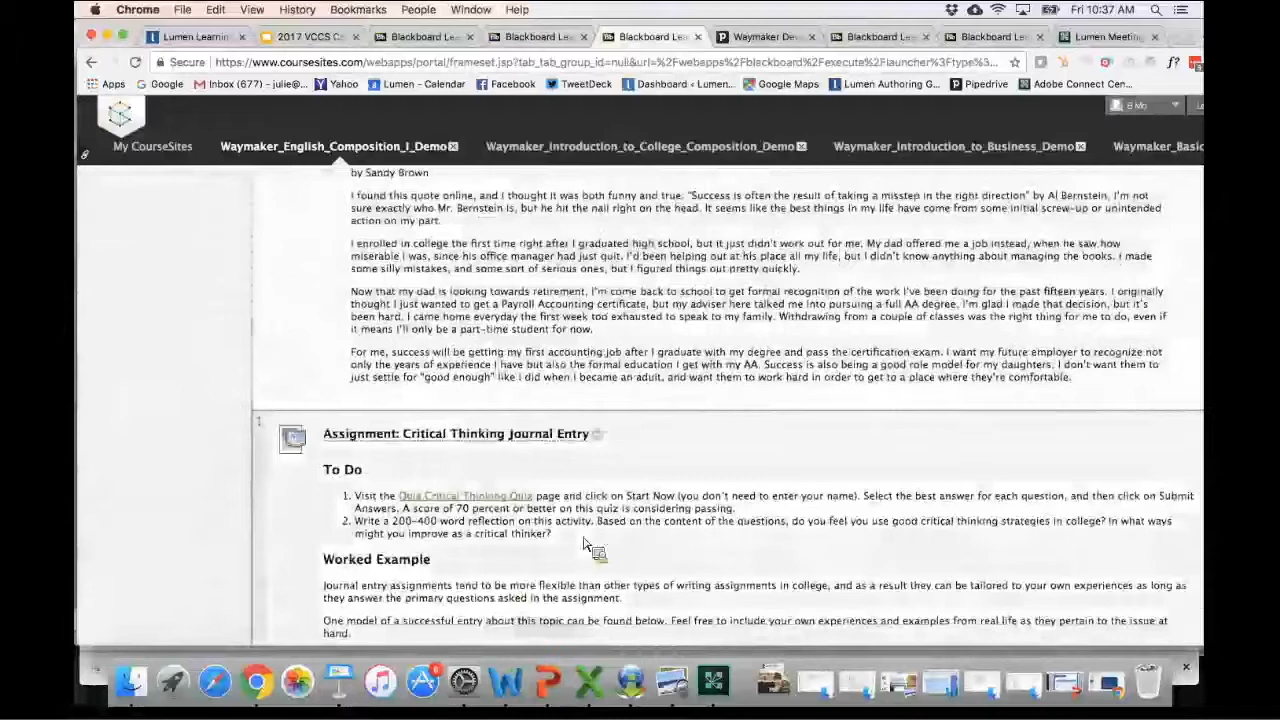 Chrome File Edit View History Bookmarks People Window Help Fri 10:37 AM
Lumen Learnin 2017 VCCS C Blackboard Le Blackboard Le Blackboard Le Waymaker De Blackboard Le Blackboard Le Lumen Meetin
Secure https://www.coursesites.com/webapps/portal/frameset.jsp?tab_tab_group_id=null&url=%2Fwebapps%2Fblackboard%2Fexecute%2Flauncher%3Ftype%...
Apps Google Inbox (677) - julie@... Yahoo Lumen - Calendar Facebook TweetDeck Dashboard ‹ Lumen... Google Maps Lumen Authoring G... Pipedrive Adobe Connect Cen...
My CourseSites Waymaker_English_Composition_I_Demo Waymaker_Introduction_to_College_Composition_Demo Waymaker_Introduction_to_Business_Demo Waymaker_Basic
by Sandy Brown
I found this quote online, and I thought it was both funny and true: "Success is often the result of taking a misstep in the right direction" by Al Bernstein. I'm not
sure exactly who Mr. Bernstein is, but he hit the nail right on the head. It seems like the best things in my life have come from some initial screw-up or unintended
action on my part.
I enrolled in college the first time right after I graduated high school, but it just didn't work out for me. My dad offered me a job instead, when he saw how
miserable I was, since his office manager had just quit. I'd been helping out at his place all my life, but I didn't know anything about managing the books. I made
some silly mistakes, and some sort of serious ones, but I figured things out pretty quickly.
Now that my dad is looking towards retirement, I'm come back to school to get formal recognition of the work I've been doing for the past fifteen years. I originally
thought I just wanted to get a Payroll Accounting certificate, but my adviser here talked me into pursuing a full AA degree. I'm glad I made that decision, but it's
been hard. I came home everyday the first week too exhausted to speak to my family. Withdrawing from a couple of classes was the right thing for me to do, even if
it means I'll only be a part-time student for now.
For me, success will be getting my first accounting job after I graduate with my degree and pass the certification exam. I want my future employer to recognize not
only the years of experience I have but also the formal education I get with my AA. Success is also being a good role model for my daughters. I don't want them to
just settle for "good enough" like I did when I became an adult, and want them to work hard in order to get to a place where they're comfortable.
Assignment: Critical Thinking Journal Entry
To Do
1. Visit the Quia Critical Thinking Quiz page and click on Start Now (you don't need to enter your name). Select the best answer for each question, and then click on Submit
Answers. A score of 70 percent or better on this quiz is considering passing.
2. Write a 200-400 word reflection on this activity. Based on the content of the questions, do you feel you use good critical thinking strategies in college? In what ways
might you improve as a critical thinker?
Worked Example
Journal entry assignments tend to be more flexible than other types of writing assignments in college, and as a result they can be tailored to your own experiences as long as
they answer the primary questions asked in the assignment.
One model of a successful entry about this topic can be found below. Feel free to include your own experiences and examples from real life as they pertain to the issue at
hand.